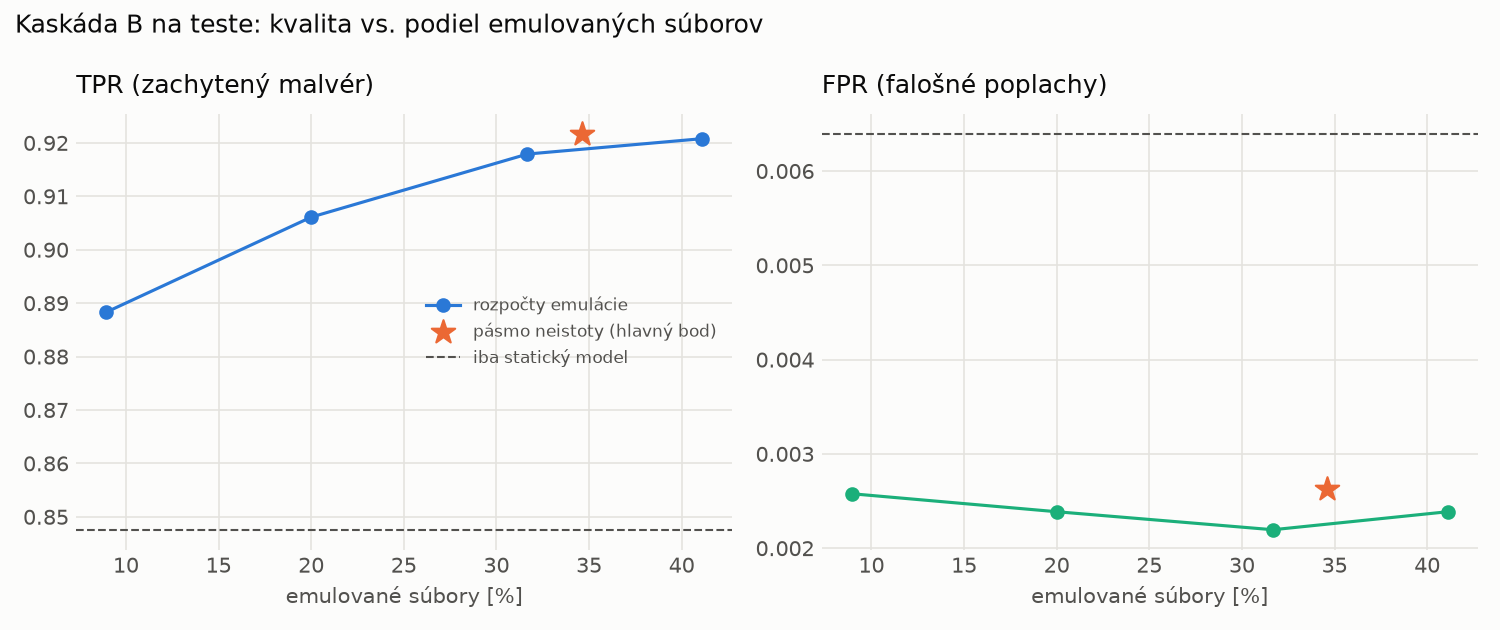 Kaskáda B na teste: kvalita vs. podiel emulovaných súborov
TPR (zachytený malvér)
0.92
0.91
0.90
0.89
0.88
0.87
0.86
0.85
rozpočty emulácie
pásmo neistoty (hlavný bod)
iba statický model
10 15 20 25 30 35 40
emulované súbory [%]
FPR (falošné poplachy)
0.006
0.005
0.004
0.003
0.002
10 15 20 25 30 35 40
emulované súbory [%]